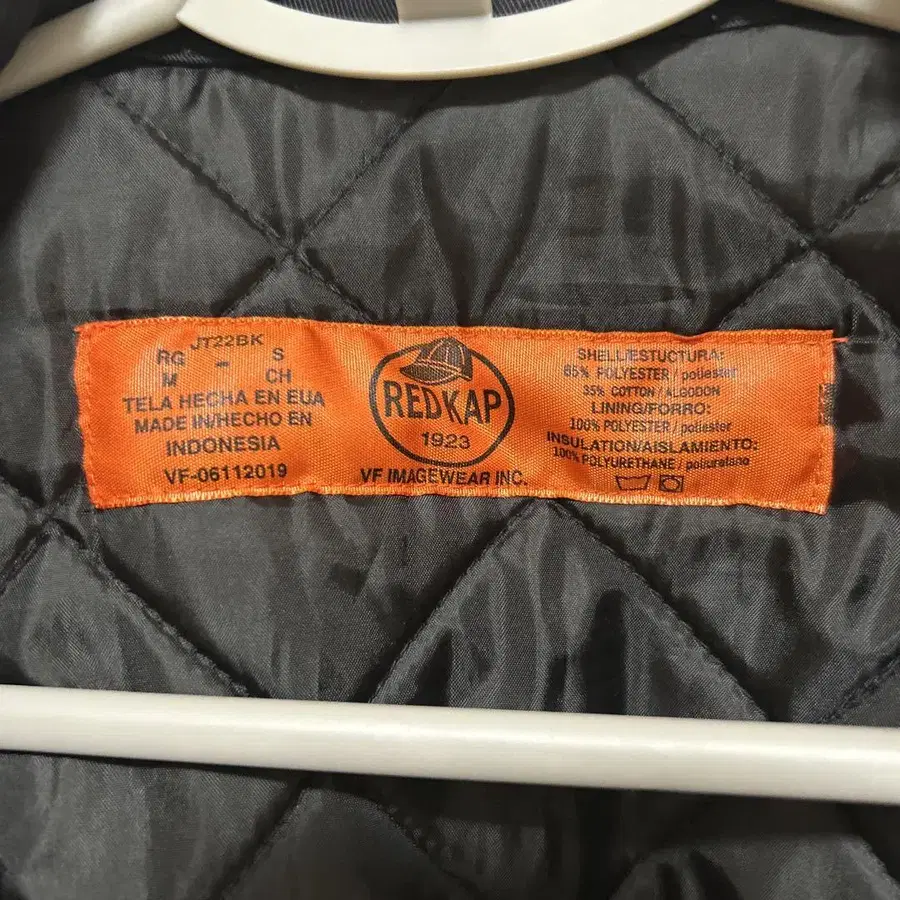 JT22BK
RG - S
M CH
TELA HECHA EN EUA
MADE IN/HECHO EN
INDONESIA
VF-06112019
REDKAP
1923
VF IMAGEWEAR INC.
SHELL/ESTUCTURA:
65% POLYESTER / poliester
35% COTTON / ALGODON
LINING/FORRO:
100% POLYESTER / poliester
INSULATION/AISLAMIENTO:
100% POLYURETHANE / poliuretano